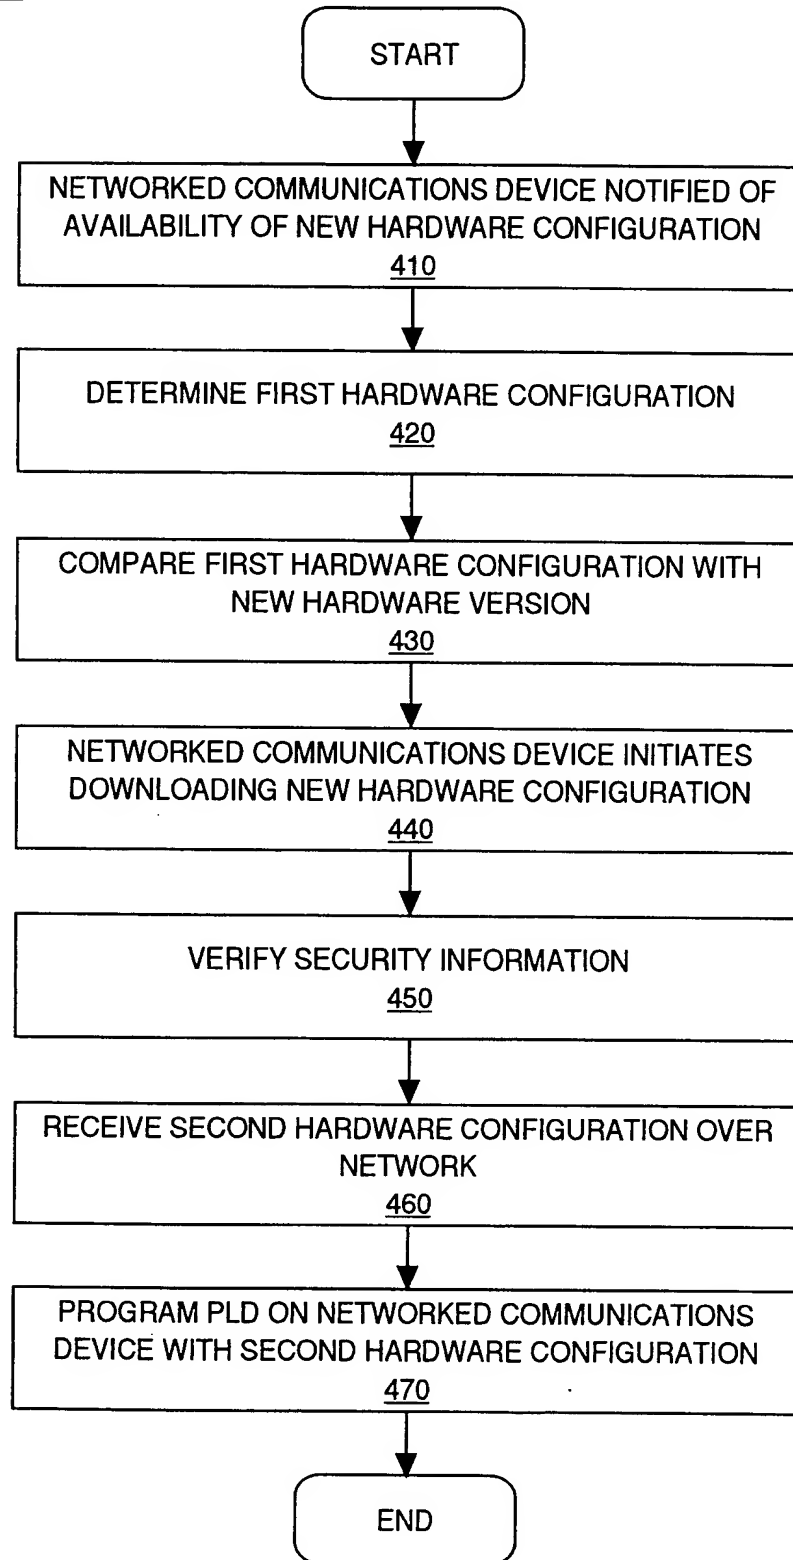 START
NETWORKED COMMUNICATIONS DEVICE NOTIFIED OF
AVAILABILITY OF NEW HARDWARE CONFIGURATION
410
DETERMINE FIRST HARDWARE CONFIGURATION
420
COMPARE FIRST HARDWARE CONFIGURATION WITH
NEW HARDWARE VERSION
430
NETWORKED COMMUNICATIONS DEVICE INITIATES
DOWNLOADING NEW HARDWARE CONFIGURATION
440
VERIFY SECURITY INFORMATION
450
RECEIVE SECOND HARDWARE CONFIGURATION OVER
NETWORK
460
PROGRAM PLD ON NETWORKED COMMUNICATIONS
DEVICE WITH SECOND HARDWARE CONFIGURATION
470
END